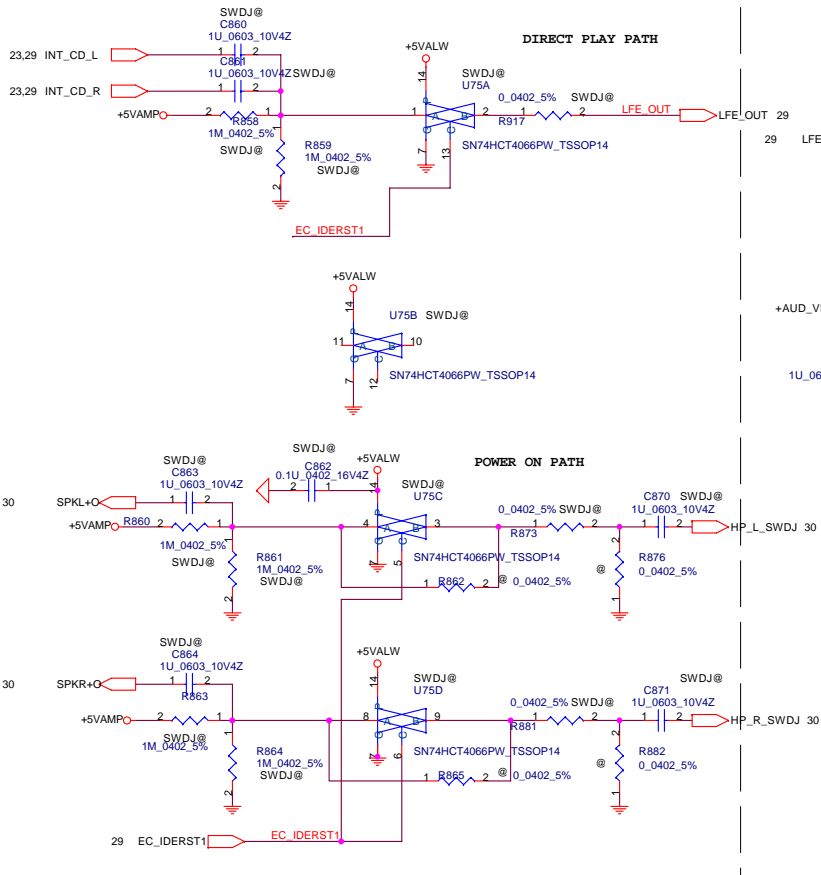 SWDJ@
C860
1U_0603_10V4Z
23,29 INT_CD_L
1 2
C861
1U_0603_10V4Z SWDJ@
23,29 INT_CD_R
1 2
+5VAMP
2 1
R858
1M_0402_5%
SWDJ@
1
R859
1M_0402_5%
SWDJ@
2
+5VALW
DIRECT PLAY PATH
14
SWDJ@
U75A
P
1 A B 2
G C
7 13
SN74HCT4066PW_TSSOP14
0_0402_5% SWDJ@
1 2
R917
LFE_OUT
LFE_OUT 29
29 LFE
EC_IDERST1
+5VALW
14
U75B SWDJ@
P
11 A B 10
G C
7 12
SN74HCT4066PW_TSSOP14
+AUD_V
1U_06
POWER ON PATH
SWDJ@
C863
1U_0603_10V4Z
30 SPKL+O
1 2
+5VAMP
2 1
R860
1M_0402_5%
SWDJ@
1
R861
1M_0402_5%
SWDJ@
2
SWDJ@
C862
0.1U_0402_16V4Z
2 1
+5VALW
14
SWDJ@
U75C
P
4 A B 3
G C
7 5
SN74HCT4066PW_TSSOP14
1 R862 2
@ 0_0402_5%
0_0402_5% SWDJ@
1 2
R873
C870 SWDJ@
1U_0603_10V4Z
1 2
HP_L_SWDJ 30
2
@
R876
0_0402_5%
1
SWDJ@
C864
1U_0603_10V4Z
30 SPKR+O
1 2
R863
+5VAMP
2 1
SWDJ@
1M_0402_5%
1
R864
1M_0402_5%
SWDJ@
2
+5VALW
14
SWDJ@
U75D
P
8 A B 9
G C
7 6
SN74HCT4066PW_TSSOP14
1 R865 2
@ 0_0402_5%
0_0402_5% SWDJ@
1 2
R881
SWDJ@
C871
1U_0603_10V4Z
1 2
HP_R_SWDJ 30
2
@
R882
0_0402_5%
1
29 EC_IDERST1
EC_IDERST1